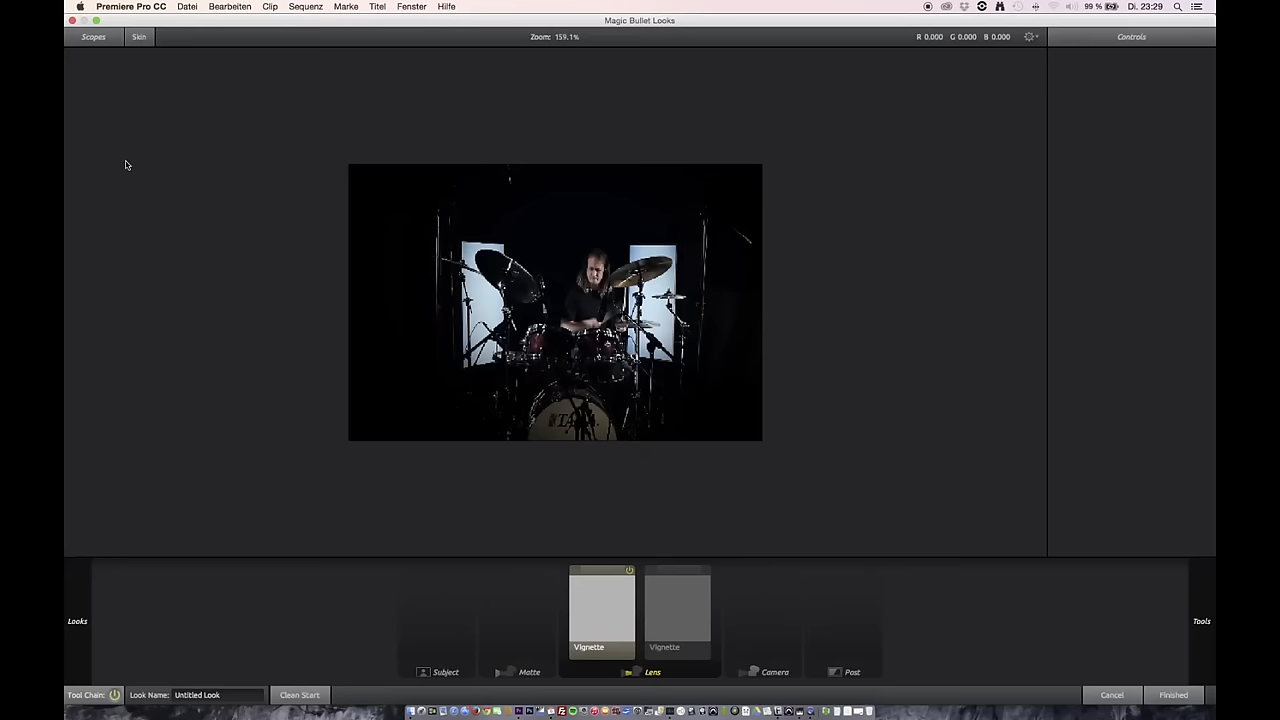 Premiere Pro CC Datei Bearbeiten Clip Sequenz Marke Titel Fenster Hilfe 99 % Di. 23:29
Magic Bullet Looks
Scopes Skin Zoom: 159.1% R 0.000 G 0.000 B 0.000 Controls
TAMA
Looks
Tools
Vignette Vignette
Subject Matte Lens Camera Post
Tool Chain: Look Name: Untitled Look Clean Start Cancel Finished